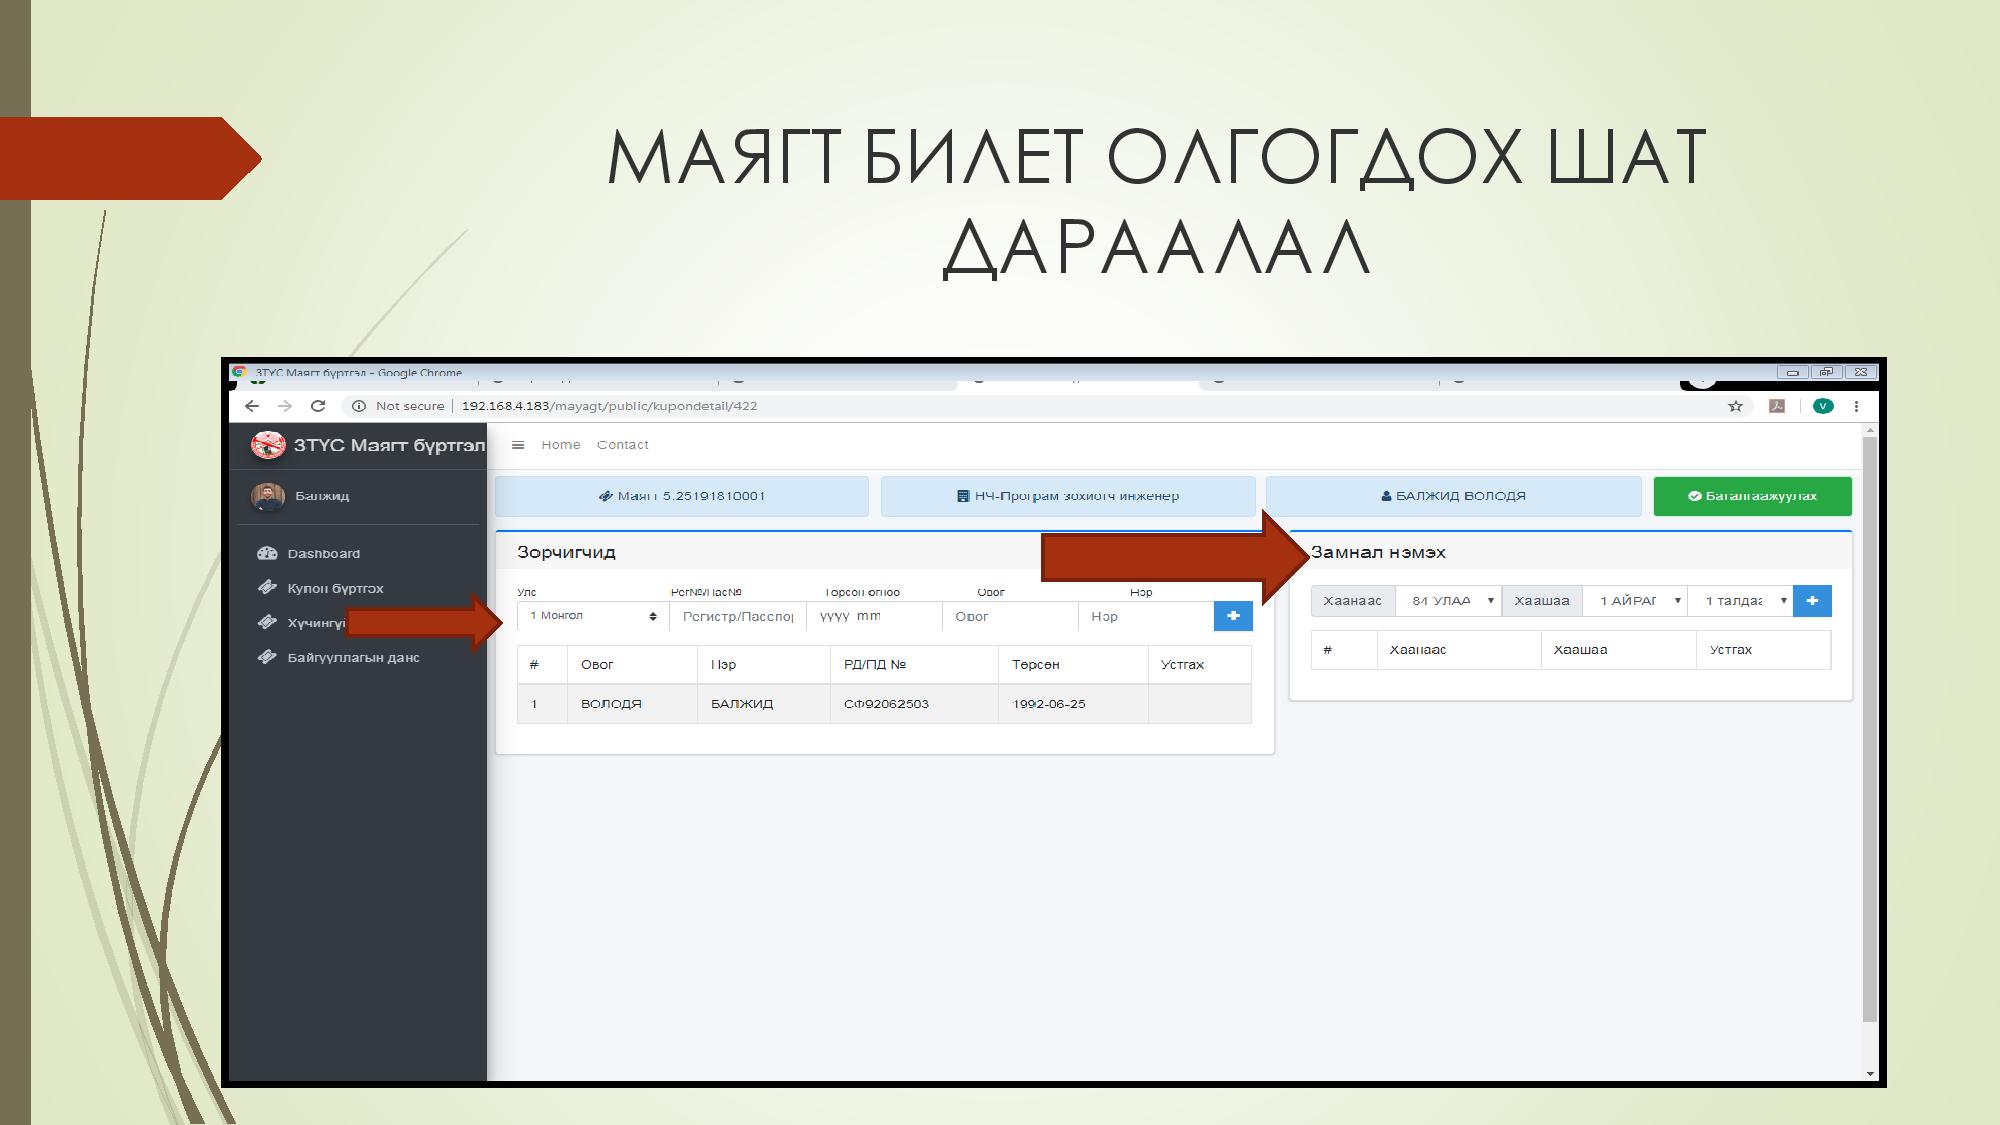 МАЯГТ БИЛЕТ ОЛГОГДОХ ШАТ
ДАРААЛАЛ
ЗТҮС Маягт бүртгэл - Google Chrome
Not secure 192.168.4.183/mayagt/public/kupondetail/422
V
ЗТҮС Маягт бүртгэл
Home Contact
Балжид
Маягт 5.25191810001
НЧ-Програм зохиогч инженер
БАЛЖИД ВОЛОДЯ
Баталгаажуулах
Dashboard
Купон бүртгэх
Хүчингү
Байгууллагын данс
Зорчигчид
Улс Рег№/Пас№ Төрсөн огноо Овог Нэр
1 Монгол Регистр/Пасспо yyyy mm Овог Нэр
# Овог Нэр РД/ПД № Төрсөн Устгах
1 ВОЛОДЯ БАЛЖИД СФ92062503 1992-06-25
Замнал нэмэх
Хаанаас 84 УЛАА Хаашаа 1 АЙРАГ 1 талдаа
# Хаанаас Хаашаа Устгах